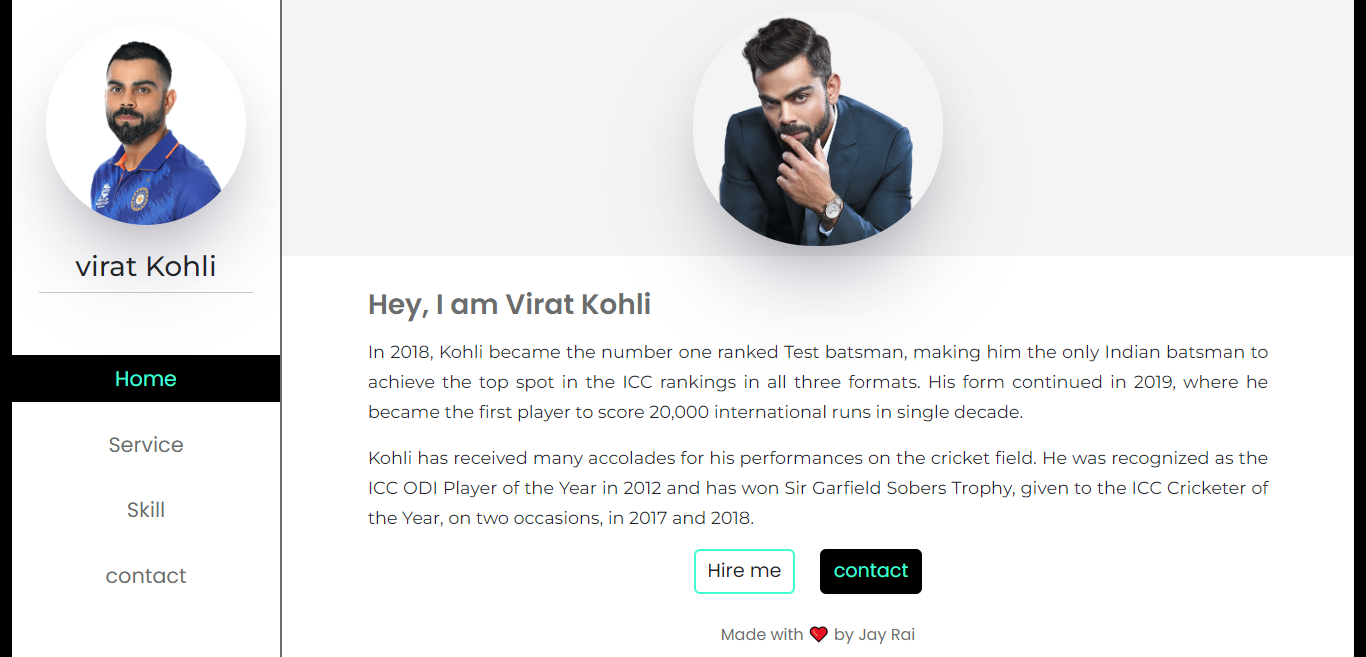 virat Kohli
Home
Service
Skill
contact
Hey, I am Virat Kohli
In 2018, Kohli became the number one ranked Test batsman, making him the only Indian batsman to
achieve the top spot in the ICC rankings in all three formats. His form continued in 2019, where he
became the first player to score 20,000 international runs in single decade.
Kohli has received many accolades for his performances on the cricket field. He was recognized as the
ICC ODI Player of the Year in 2012 and has won Sir Garfield Sobers Trophy, given to the ICC Cricketer of
the Year, on two occasions, in 2017 and 2018.
Hire me
contact
Made with ❤️ by Jay Rai